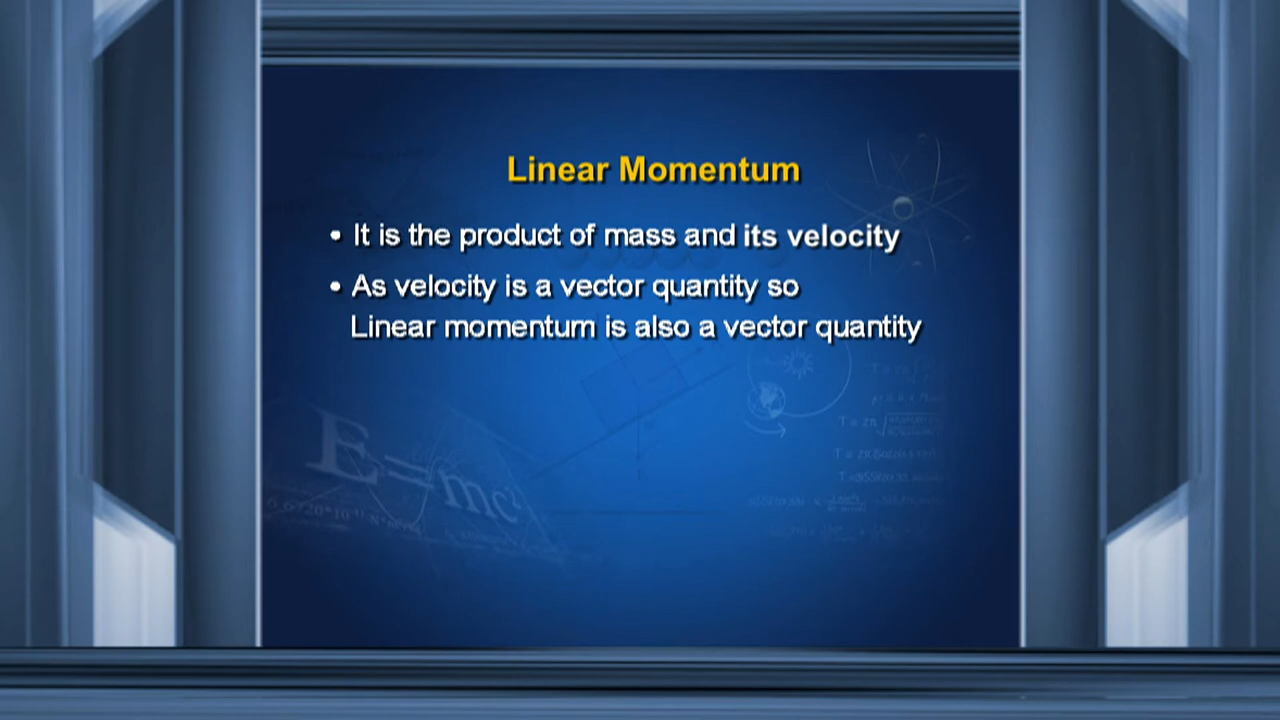 Linear Momentum
• It is the product of mass and its velocity
• As velocity is a vector quantity so
Linear momentum is also a vector quantity
E=mc²